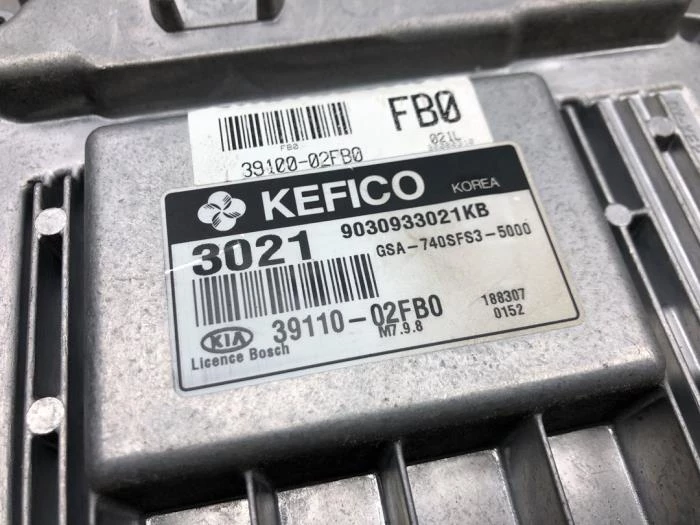 FB0
FB0
39100-02FB0
021L
KEFICO KOREA
3021 9030933021KB
GSA-740SFS3-5000
39110-02FB0
M7.9.8
188307
0152
KIA
Licence Bosch